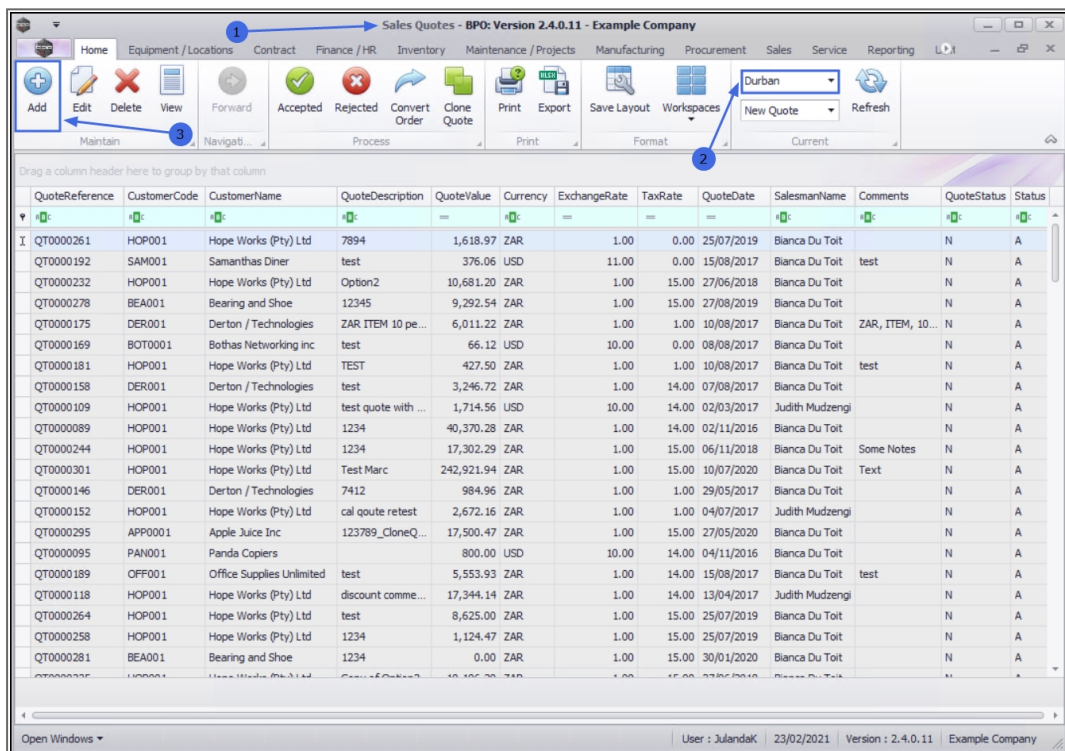 Sales Quotes - BPO: Version 2.4.0.11 - Example Company
1
Home Equipment / Locations Contract Finance / HR Inventory Maintenance / Projects Manufacturing Procurement Sales Service Reporting
Add Edit Delete View Forward Accepted Rejected Convert Order Clone Quote Print Export Save Layout Workspaces Durban New Quote Refresh
3 2
Maintain Navigati... Process Print Format Current
Drag a column header here to group by that column
QuoteReference CustomerCode CustomerName QuoteDescription QuoteValue Currency ExchangeRate TaxRate QuoteDate SalesmanName Comments QuoteStatus Status
QT0000261 HOP001 Hope Works (Pty) Ltd 7894 1,618.97 ZAR 1.00 0.00 25/07/2019 Bianca Du Toit N A
QT0000192 SAM001 Samanthas Diner test 376.06 USD 11.00 0.00 15/08/2017 Bianca Du Toit test N A
QT0000232 HOP001 Hope Works (Pty) Ltd Option2 10,681.20 ZAR 1.00 15.00 27/06/2018 Bianca Du Toit N A
QT0000278 BEA001 Bearing and Shoe 12345 9,292.54 ZAR 1.00 15.00 27/08/2019 Bianca Du Toit N A
QT0000175 DER001 Derton / Technologies ZAR ITEM 10 pe... 6,011.22 ZAR 1.00 1.00 10/08/2017 Bianca Du Toit ZAR, ITEM, 10... N A
QT0000169 BOT0001 Bothas Networking inc test 66.12 USD 10.00 0.00 08/08/2017 Bianca Du Toit N A
QT0000181 HOP001 Hope Works (Pty) Ltd TEST 427.50 ZAR 1.00 1.00 10/08/2017 Bianca Du Toit test N A
QT0000158 DER001 Derton / Technologies test 3,246.72 ZAR 1.00 14.00 07/08/2017 Bianca Du Toit N A
QT0000109 HOP001 Hope Works (Pty) Ltd test quote with ... 1,714.56 USD 10.00 14.00 02/03/2017 Judith Mudzengi N A
QT0000089 HOP001 Hope Works (Pty) Ltd 1234 40,370.28 ZAR 1.00 14.00 02/11/2016 Bianca Du Toit N A
QT0000244 HOP001 Hope Works (Pty) Ltd 1234 17,302.29 ZAR 1.00 15.00 06/11/2018 Bianca Du Toit Some Notes N A
QT0000301 HOP001 Hope Works (Pty) Ltd Test Marc 242,921.94 ZAR 1.00 15.00 10/07/2020 Bianca Du Toit Text N A
QT0000146 DER001 Derton / Technologies 7412 984.96 ZAR 1.00 1.00 29/05/2017 Bianca Du Toit N A
QT0000152 HOP001 Hope Works (Pty) Ltd cal qoute retest 2,672.16 ZAR 1.00 1.00 04/07/2017 Judith Mudzengi N A
QT0000295 APP0001 Apple Juice Inc 123789_CloneQ... 17,500.47 ZAR 1.00 15.00 27/05/2020 Bianca Du Toit N A
QT0000095 PAN001 Panda Copiers 800.00 USD 10.00 14.00 04/11/2016 Bianca Du Toit N A
QT0000189 OFF001 Office Supplies Unlimited test 5,553.93 ZAR 1.00 14.00 15/08/2017 Bianca Du Toit test N A
QT0000118 HOP001 Hope Works (Pty) Ltd discount comme... 17,344.14 ZAR 1.00 14.00 13/04/2017 Judith Mudzengi N A
QT0000264 HOP001 Hope Works (Pty) Ltd test 8,625.00 ZAR 1.00 15.00 25/07/2019 Bianca Du Toit N A
QT0000258 HOP001 Hope Works (Pty) Ltd 1234 1,124.47 ZAR 1.00 15.00 25/07/2019 Bianca Du Toit N A
QT0000281 BEA001 Bearing and Shoe 1234 0.00 ZAR 1.00 15.00 30/01/2020 Bianca Du Toit N A
Open Windows User : JulandaK 23/02/2021 Version : 2.4.0.11 Example Company